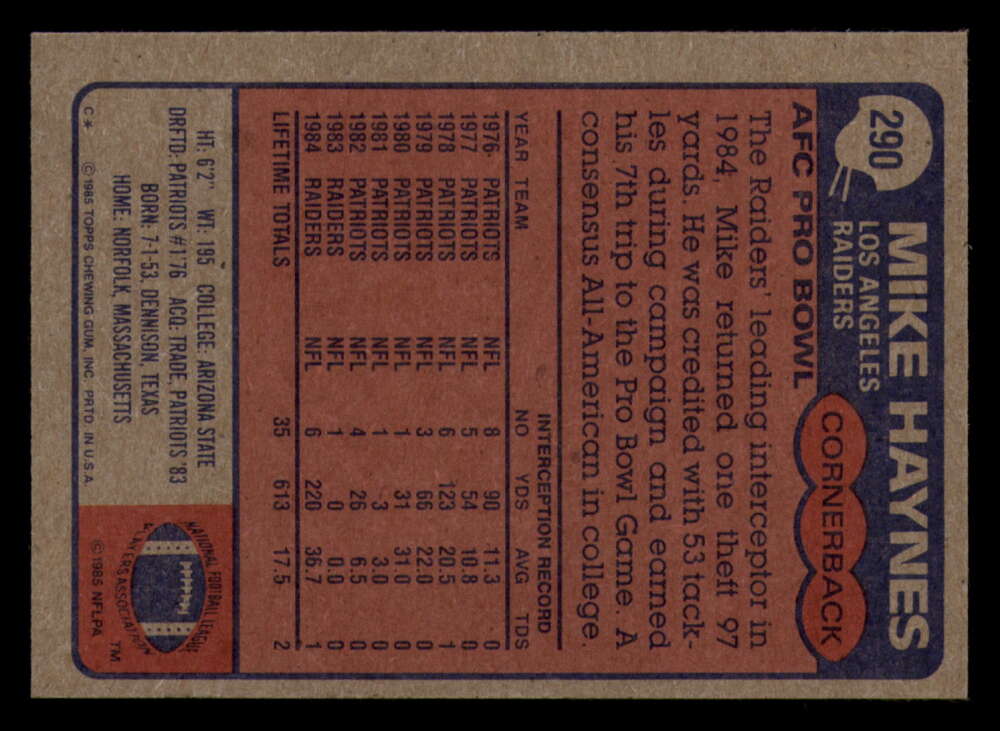 290
MIKE HAYNES
LOS ANGELES
RAIDERS
CORNERBACK
AFC PRO BOWL
The Raiders' leading interceptor in
1984, Mike returned one theft 97
yards. He was credited with 53 tack-
les during campaign and earned
his 7th trip to the Pro Bowl Game. A
consensus All-American in college.
INTERCEPTION RECORD
YEAR TEAM NO YDS AVG TDS
1976 PATRIOTS NFL 8 90 11.3 0
1977 PATRIOTS NFL 5 54 10.8 0
1978 PATRIOTS NFL 6 123 20.5 1
1979 PATRIOTS NFL 3 66 22.0 0
1980 PATRIOTS NFL 1 31 31.0 0
1981 PATRIOTS NFL 1 3 3.0 0
1982 PATRIOTS NFL 4 26 6.5 0
1983 RAIDERS NFL 1 0 0.0 0
1984 RAIDERS NFL 6 220 36.7 1
LIFETIME TOTALS 35 613 17.5 2
HT: 6'2" WT: 195 COLLEGE: ARIZONA STATE
DRFTD: PATRIOTS #1'76 ACQ: TRADE, PATRIOTS '83
BORN: 7-1-53, DENNISON, TEXAS
HOME: NORFOLK, MASSACHUSETTS
C* ©1985 TOPPS CHEWING GUM, INC. PRTD. IN U.S.A.
NATIONAL FOOTBALL LEAGUE
PLAYERS ASSOCIATION
TM
©1985 NFLPA